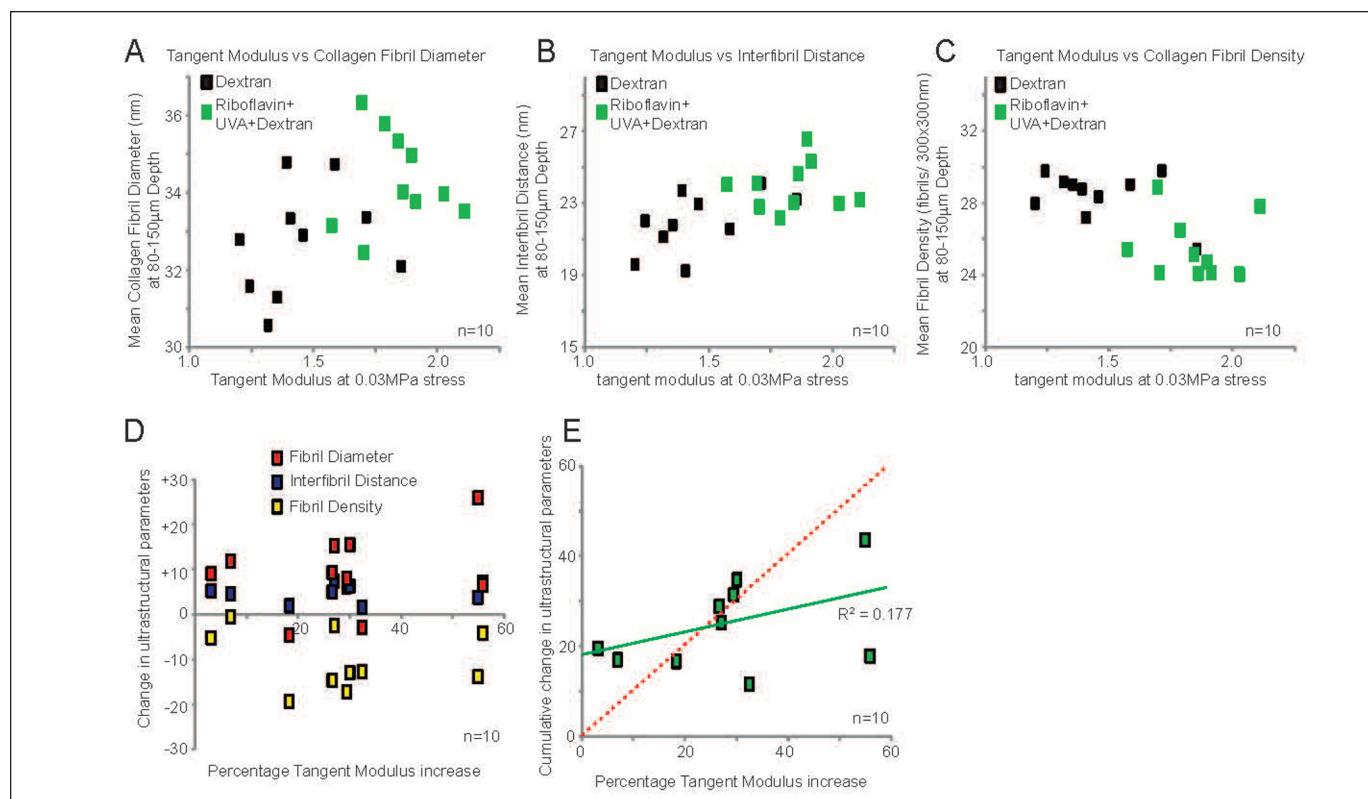 A
Tangent Modulus vs Collagen Fibril Diameter
Dextran
Riboflavin+
UVA+Dextran
Mean Collagen Fibril Diameter (nm)
at 80-150µm Depth
36
34
32
30
1.0
1.5
2.0
n=10
Tangent Modulus at 0.03MPa stress
B
Tangent Modulus vs Interfibril Distance
Dextran
Riboflavin+
UVA+Dextran
Mean Interfibril Distance (nm)
at 80-150µm Depth
27
23
19
15
1.0
1.5
2.0
n=10
tangent modulus at 0.03MPa stress
C
Tangent Modulus vs Collagen Fibril Density
Dextran
Riboflavin+
UVA+Dextran
Mean Fibril Density (fibrils/ 300x300nm)
at 80-150µm Depth
36
32
28
24
20
1.0
1.5
2.0
n=10
tangent modulus at 0.03MPa stress
D
Fibril Diameter
Interfibril Distance
Fibril Density
Change in ultrastructural parameters
+30
+20
+10
0
-10
-20
-30
20
40
60
n=10
Percentage Tangent Modulus increase
E
Cumulative change in ultrastructural parameters
60
40
20
0
0
20
40
60
R² = 0.177
n=10
Percentage Tangent Modulus increase